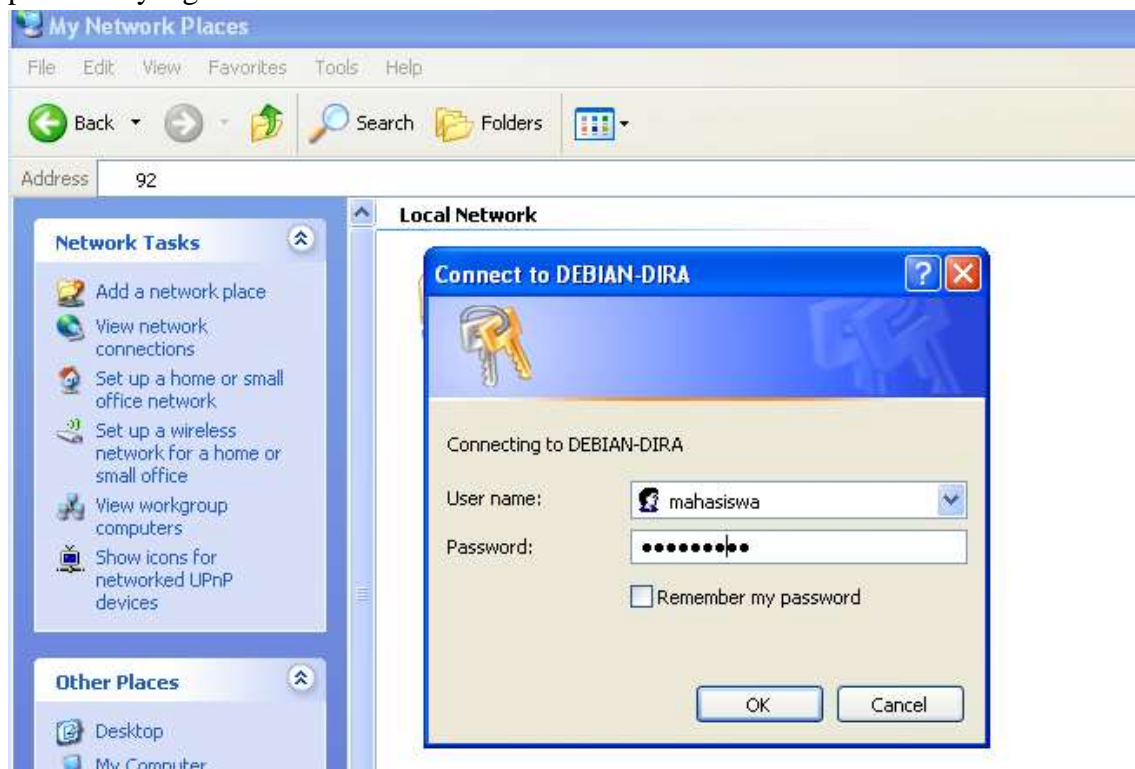 My Network Places
File Edit View Favorites Tools Help
Back Search Folders
Address 92
Local Network
Network Tasks
Add a network place
View network
connections
Set up a home or small
office network
Set up a wireless
network for a home or
small office
View workgroup
computers
Show icons for
networked UPnP
devices
Other Places
Desktop
My Computer
Connect to DEBIAN-DIRA
Connecting to DEBIAN-DIRA
User name: mahasiswa
Password: ●●●●●●●●●
Remember my password
OK Cancel